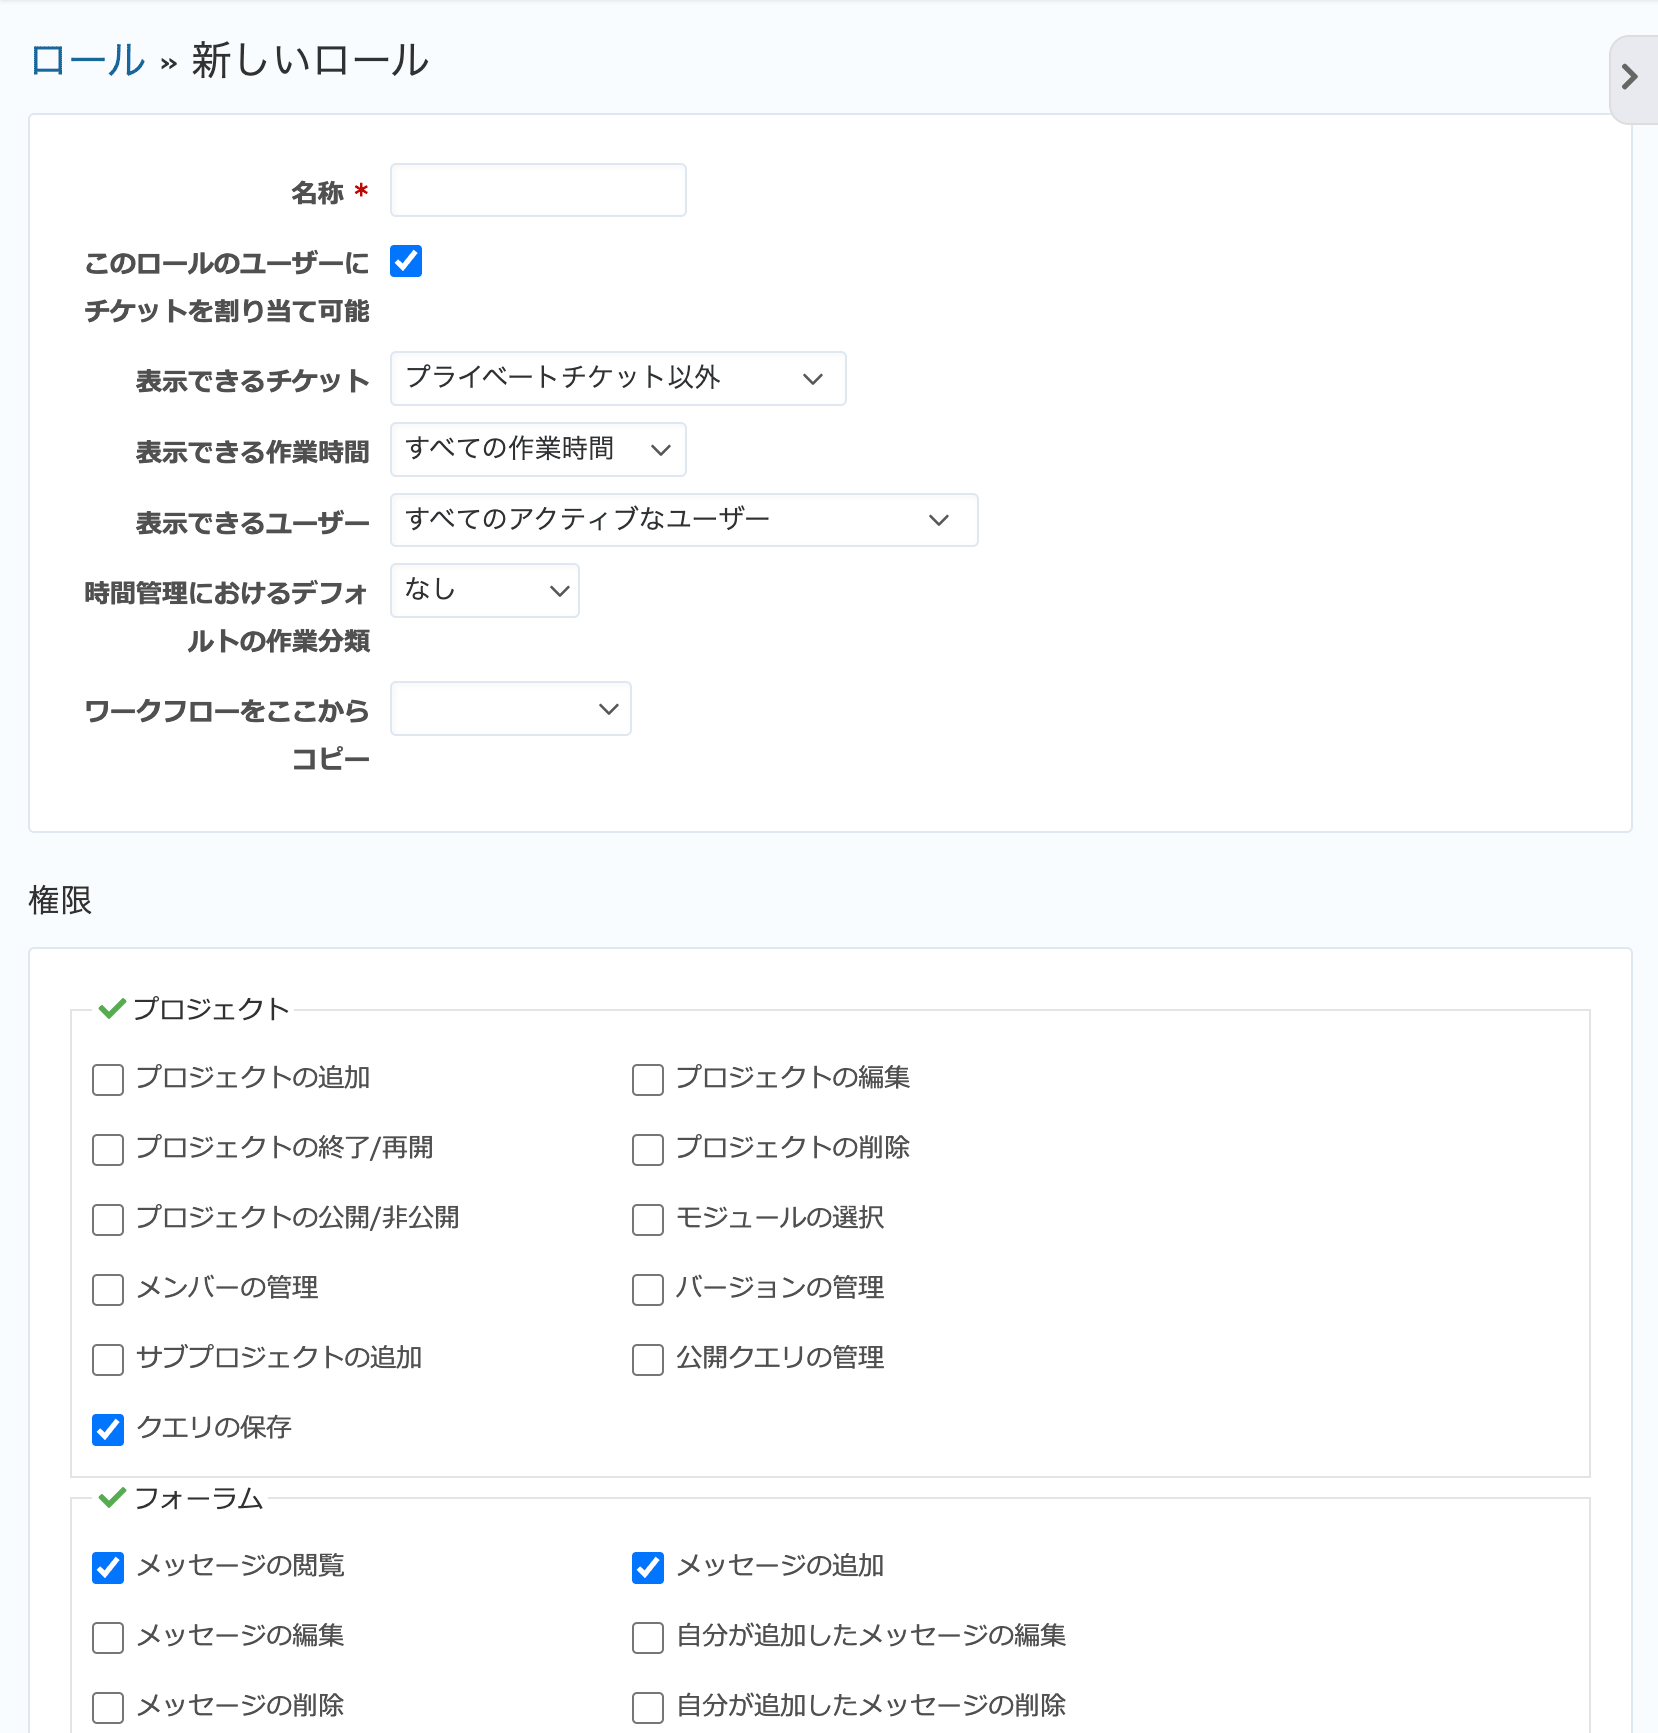 ロール » 新しいロール
名称 *
このロールのユーザーに
チケットを割り当て可能
表示できるチケット プライベートチケット以外
表示できる作業時間 すべての作業時間
表示できるユーザー すべてのアクティブなユーザー
時間管理におけるデフォ なし
ルトの作業分類
ワークフローをここから
コピー
権限
プロジェクト
プロジェクトの追加 プロジェクトの編集
プロジェクトの終了/再開 プロジェクトの削除
プロジェクトの公開/非公開 モジュールの選択
メンバーの管理 バージョンの管理
サブプロジェクトの追加 公開クエリの管理
クエリの保存
フォーラム
メッセージの閲覧 メッセージの追加
メッセージの編集 自分が追加したメッセージの編集
メッセージの削除 自分が追加したメッセージの削除